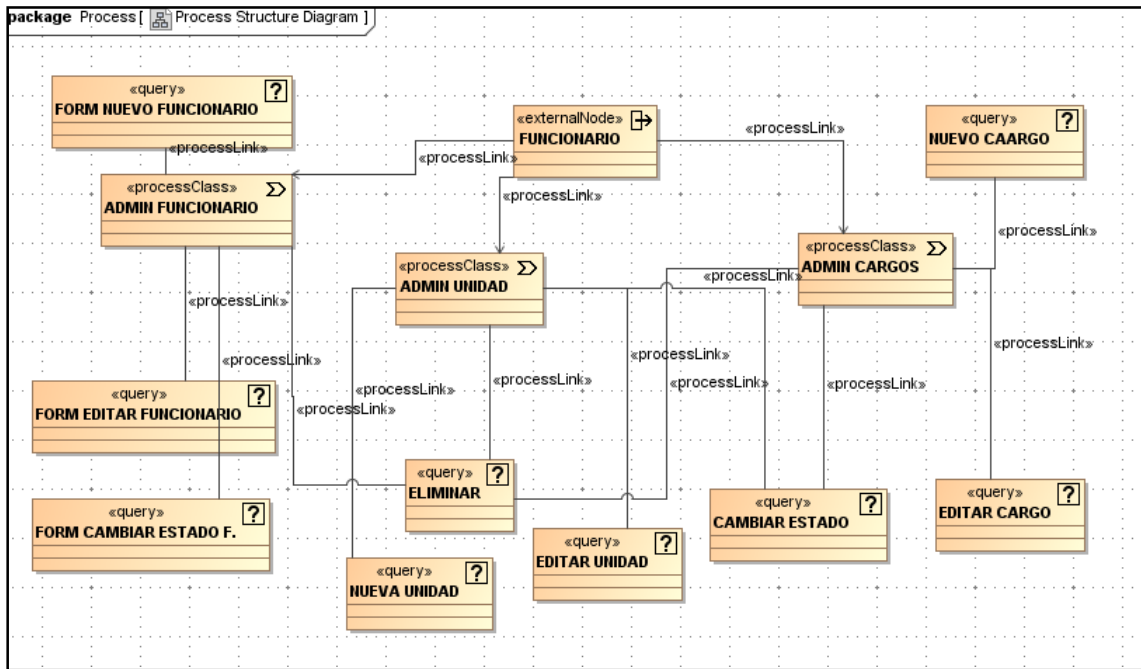 package Process [ Process Structure Diagram ]
«query»
FORM NUEVO FUNCIONARIO
«processLink»
«processClass»
ADMIN FUNCIONARIO
«externalNode»
FUNCIONARIO
«processLink»
«processLink»
«processLink»
«query»
NUEVO CAARGO
«processLink»
«processClass»
ADMIN UNIDAD
«processClass»
ADMIN CARGOS
«processLink»
«processLink»
«processLink»
«processLink»
«processLink»
«processLink»
«processLink»
«processLink»
«processLink»
«processLink»
«processLink»
«query»
FORM EDITAR FUNCIONARIO
«query»
ELIMINAR
«query»
FORM CAMBIAR ESTADO F.
«query»
NUEVA UNIDAD
«query»
EDITAR UNIDAD
«query»
CAMBIAR ESTADO
«query»
EDITAR CARGO